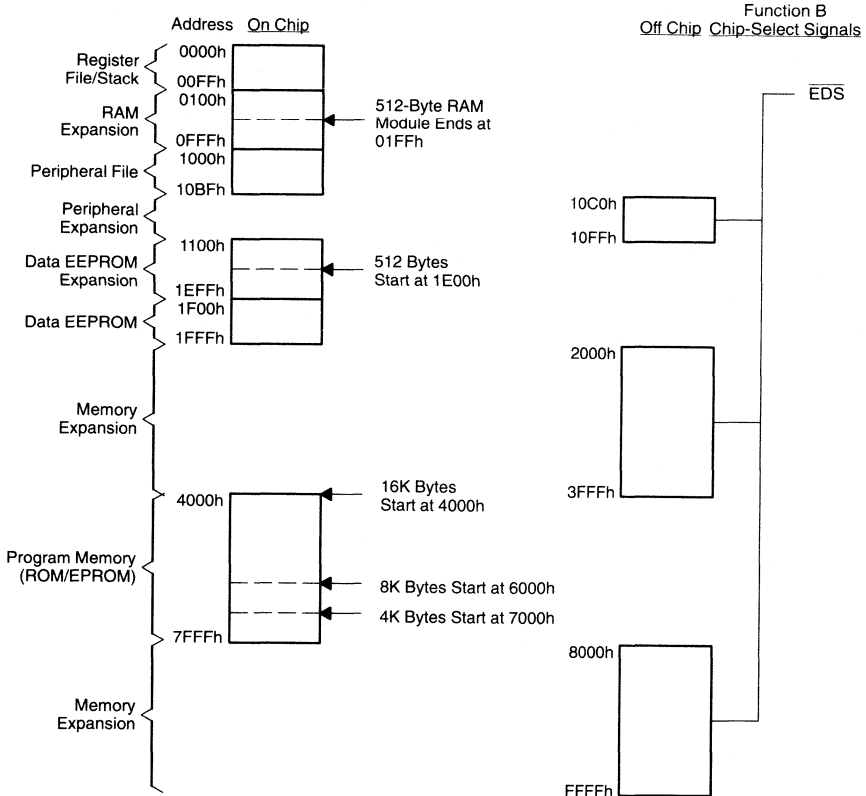 Function B
Address On Chip
Off Chip Chip-Select Signals
Register
File/Stack
0000h
00FFh
RAM
Expansion
0100h
0FFFh
512-Byte RAM
Module Ends at
01FFh
EDS
Peripheral File
1000h
10BFh
Peripheral
Expansion
10C0h
10FFh
Data EEPROM
Expansion
1100h
1EFFh
512 Bytes
Start at 1E00h
Data EEPROM
1F00h
1FFFh
Memory
Expansion
2000h
3FFFh
Program Memory
(ROM/EPROM)
4000h
7FFFh
16K Bytes
Start at 4000h
8K Bytes Start at 6000h
4K Bytes Start at 7000h
Memory
Expansion
8000h
FFFFh